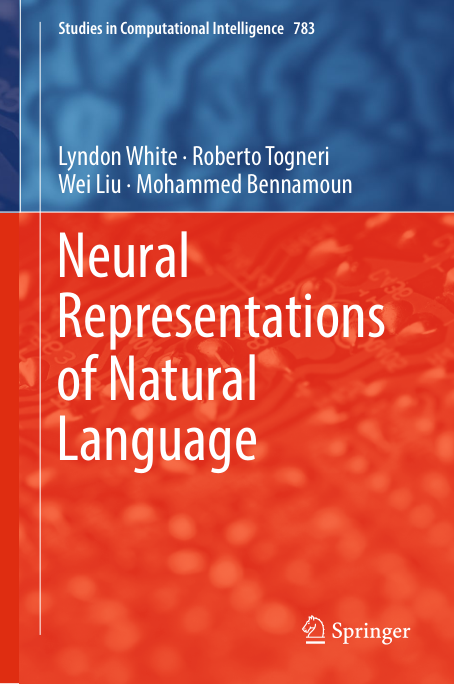 Studies in Computational Intelligence 783
Lyndon White · Roberto Togneri
Wei Liu · Mohammed Bennamoun
Neural
Representations
of Natural
Language
Springer